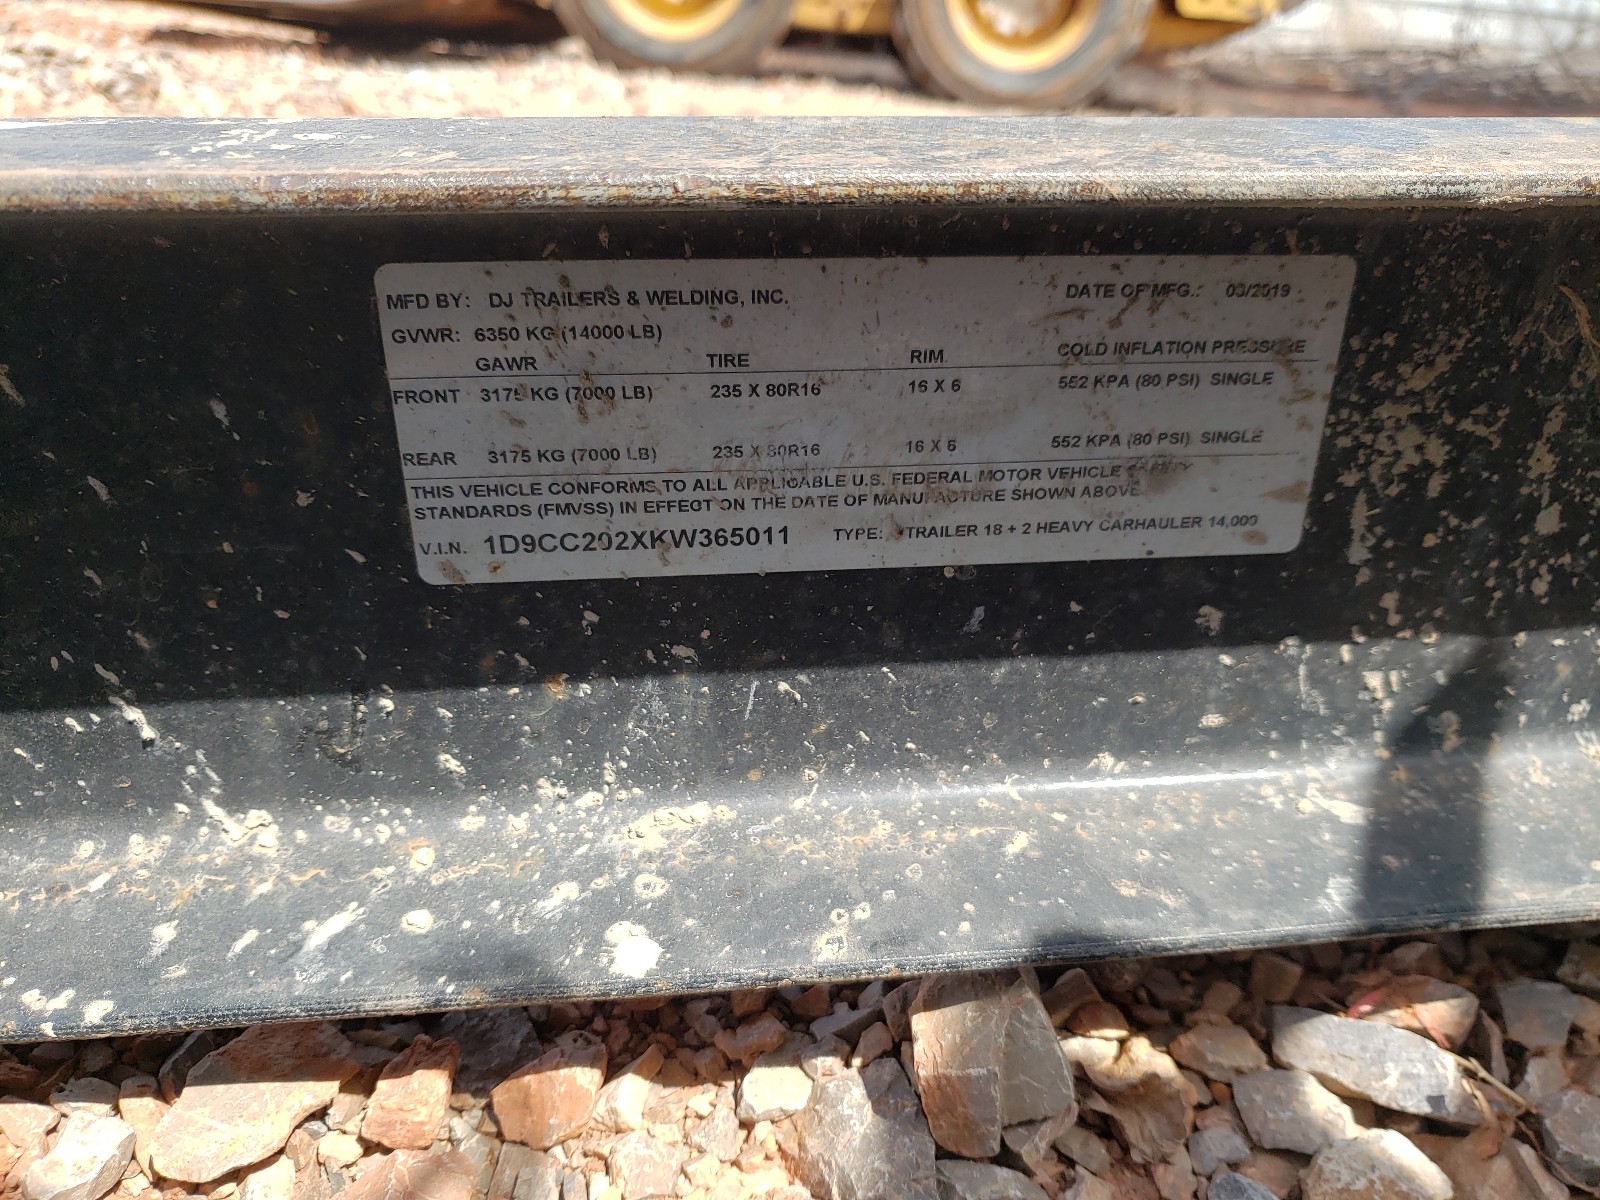 MFD BY: DJ TRAILERS & WELDING, INC. DATE OF MFG.: 03/2019
GVWR: 6350 KG (14000 LB)
GAWR TIRE RIM COLD INFLATION PRESSURE
FRONT 3175 KG (7000 LB) 235 X 80R16 16 X 6 552 KPA (80 PSI) SINGLE
REAR 3175 KG (7000 LB) 235 X 80R16 16 X 6 552 KPA (80 PSI) SINGLE
THIS VEHICLE CONFORMS TO ALL APPLICABLE U.S. FEDERAL MOTOR VEHICLE SAFETY
STANDARDS (FMVSS) IN EFFECT ON THE DATE OF MANUFACTURE SHOWN ABOVE.
V.I.N. 1D9CC202XKW365011 TYPE: TRAILER 18 + 2 HEAVY CARHAULER 14,000